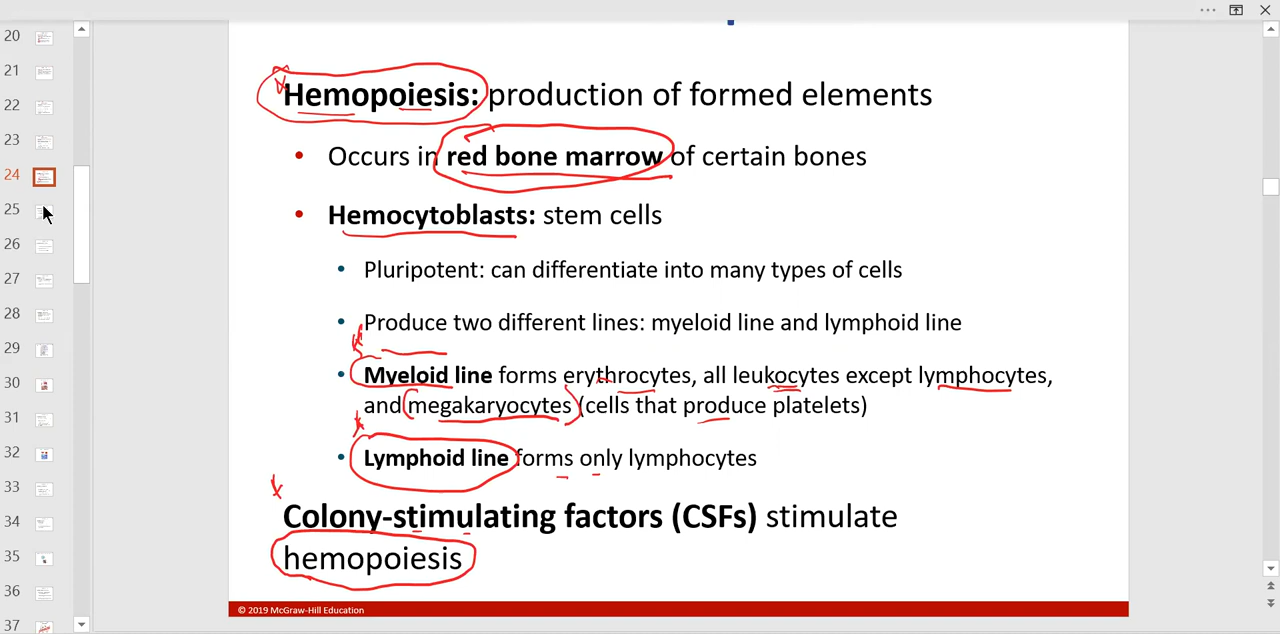 20
21
22
23
24
25
26
27
28
29
30
31
32
33
34
35
36
37
Hemopoiesis: production of formed elements
• Occurs in red bone marrow of certain bones
• Hemocytoblasts: stem cells
• Pluripotent: can differentiate into many types of cells
• Produce two different lines: myeloid line and lymphoid line
• Myeloid line forms erythrocytes, all leukocytes except lymphocytes,
and megakaryocytes (cells that produce platelets)
• Lymphoid line forms only lymphocytes
Colony-stimulating factors (CSFs) stimulate
hemopoiesis
© 2019 McGraw-Hill Education